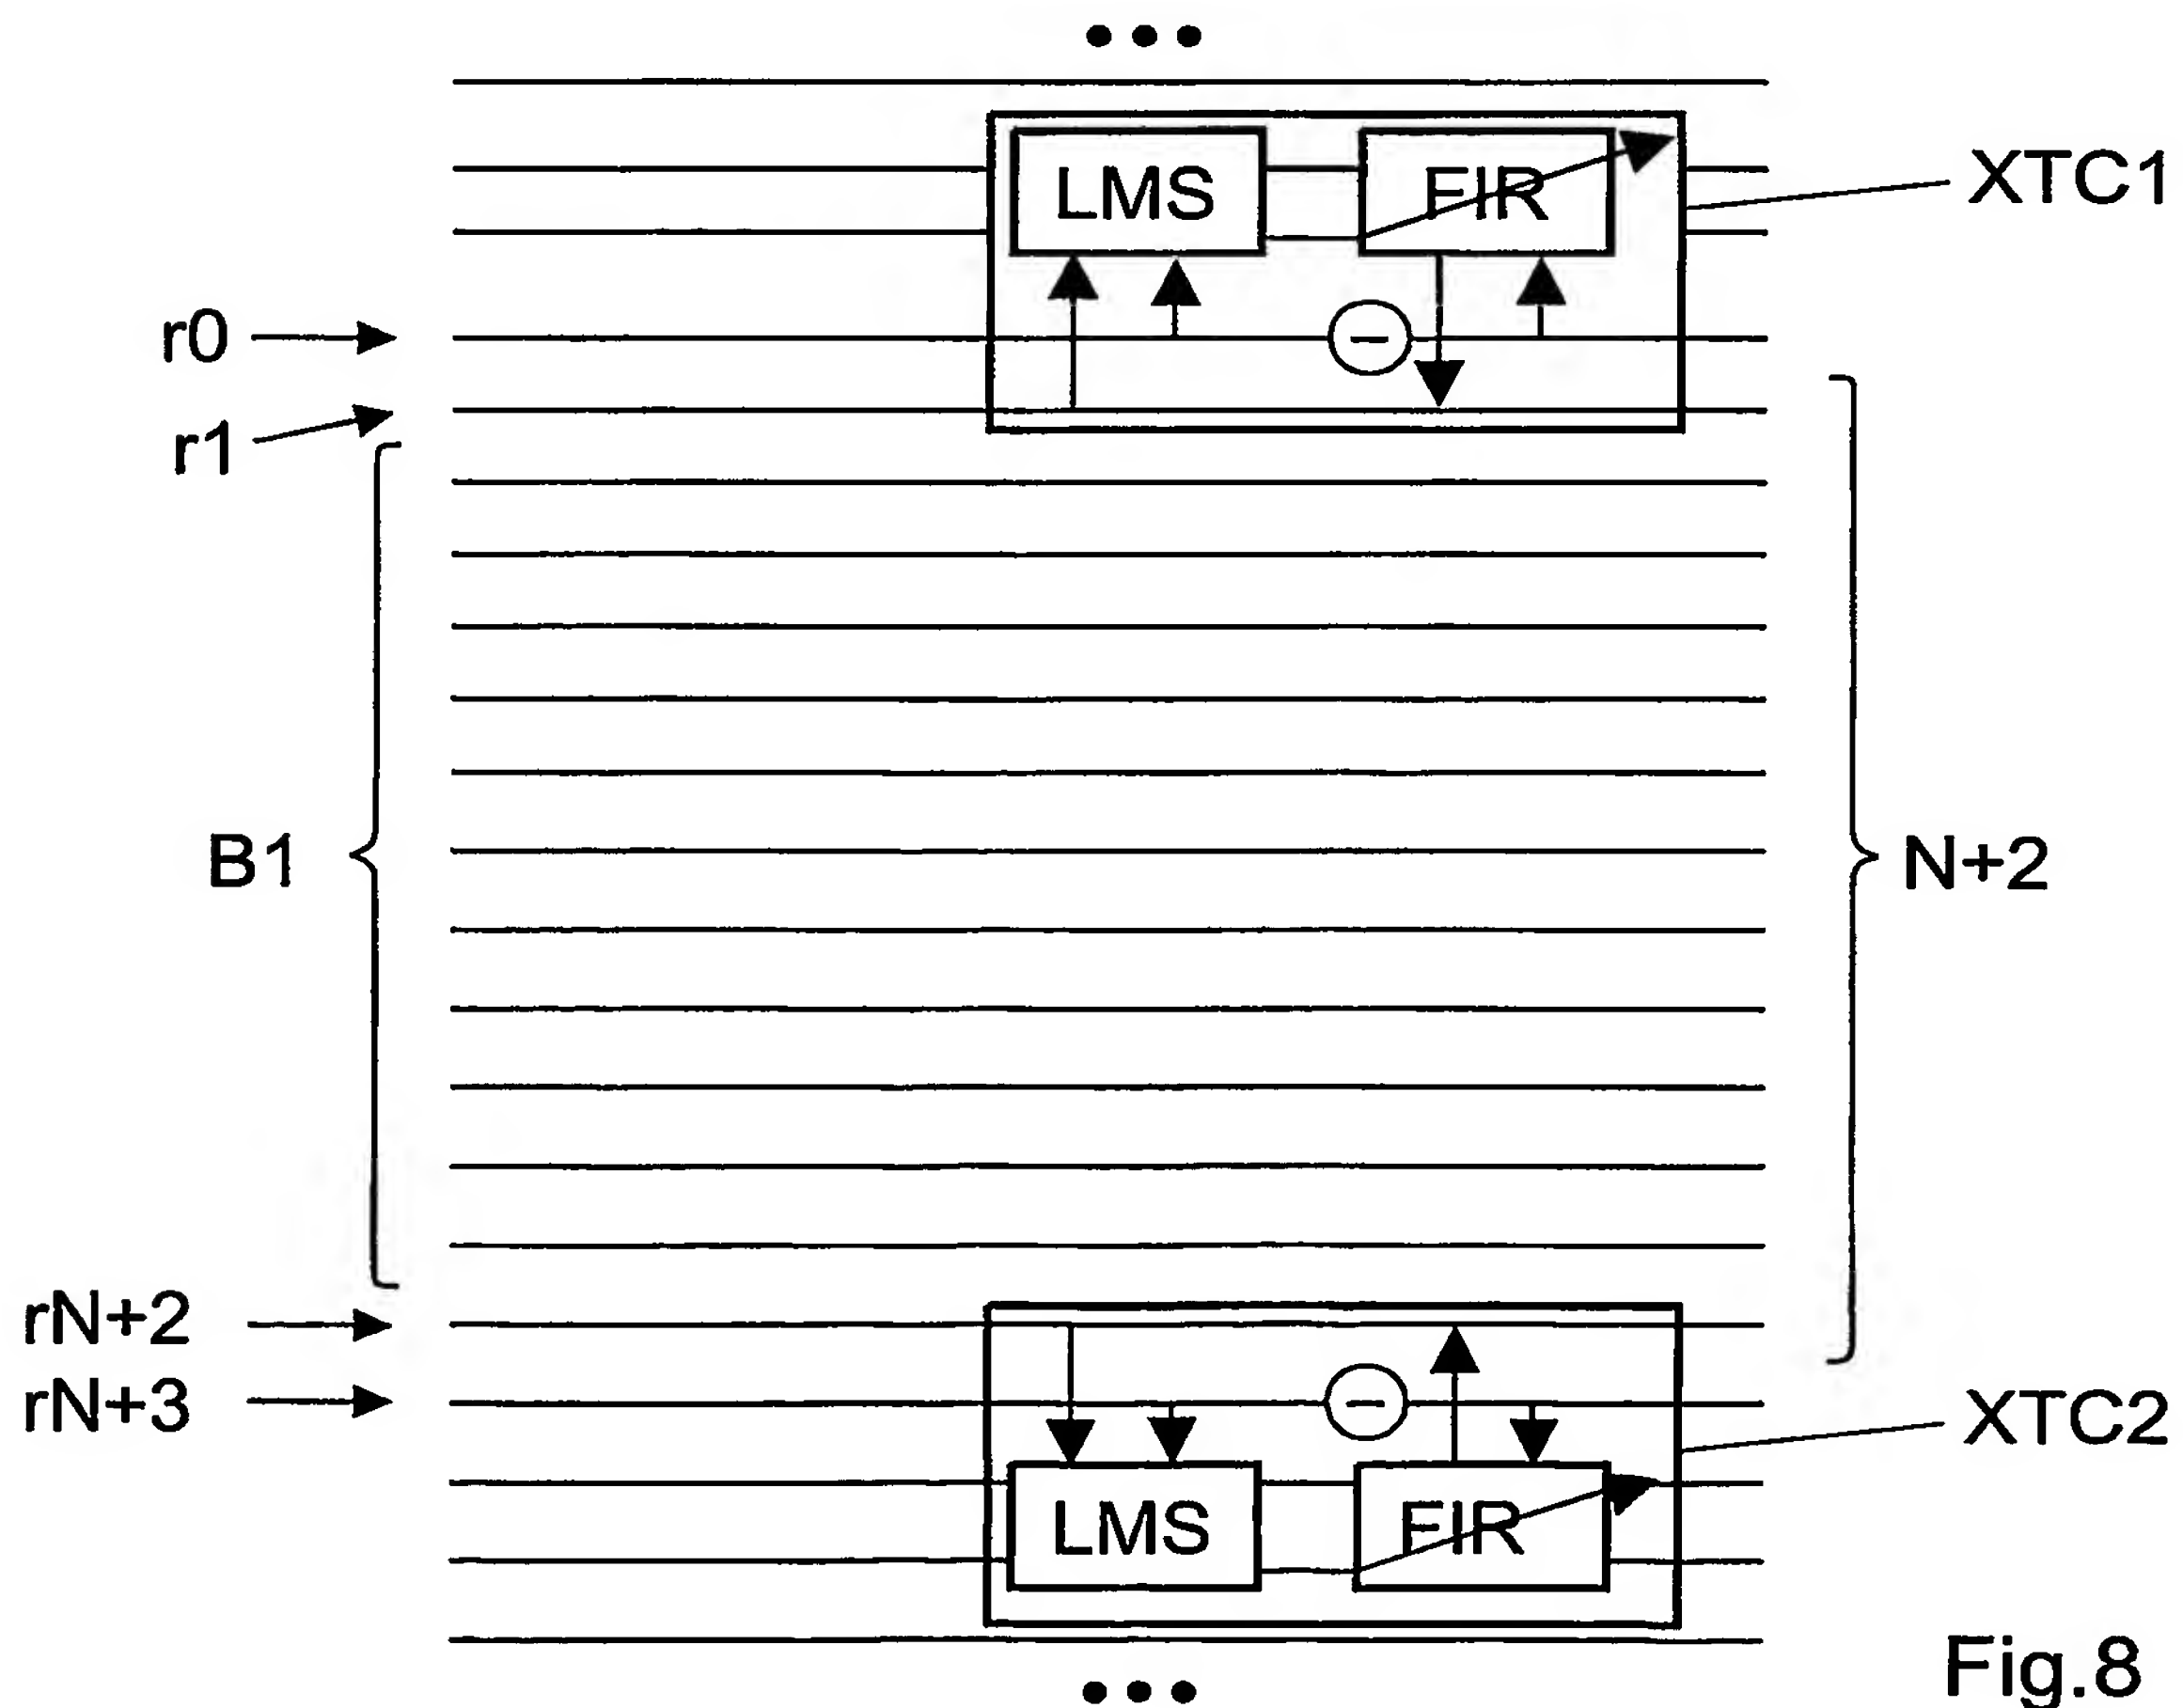 LMS
FIR
XTC1
r0
r1
B1
N+2
rN+2
rN+3
XTC2
LMS
FIR
Fig.8